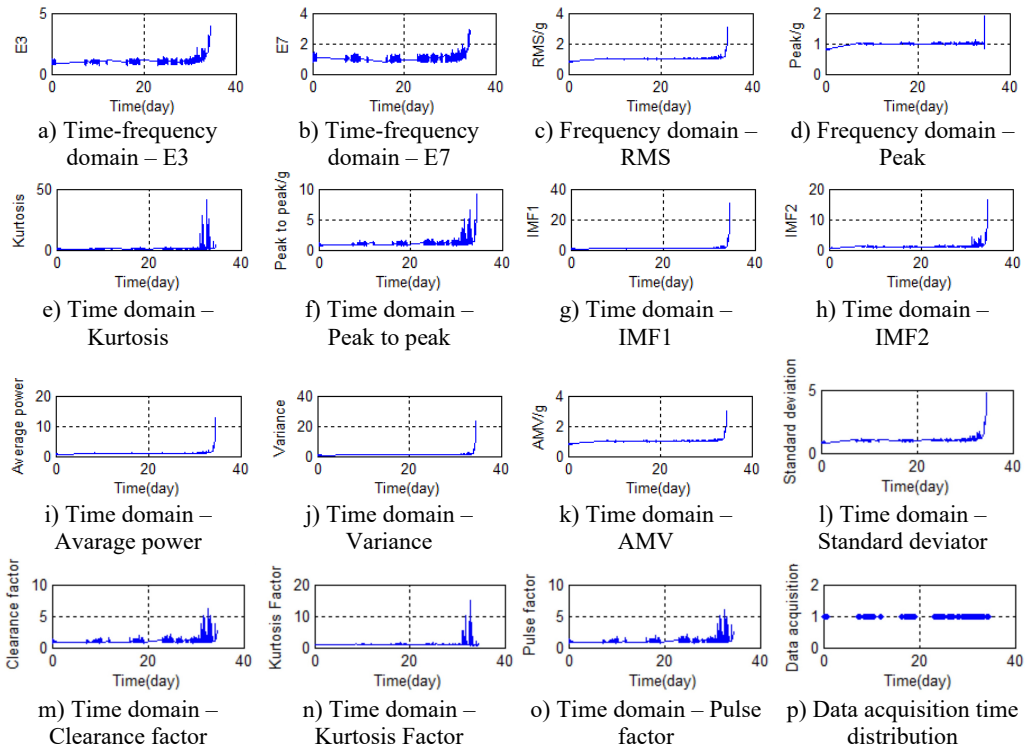 E3
5
0
0
20
40
Time(day)
a) Time-frequency
domain – E3
E7
4
2
0
0
20
40
Time(day)
b) Time-frequency
domain – E7
RMS/g
4
2
0
0
20
40
Time(day)
c) Frequency domain –
RMS
Peak/g
2
1
0
0
20
40
Time(day)
d) Frequency domain –
Peak
Kurtosis
50
0
0
20
40
Time(day)
e) Time domain –
Kurtosis
Peak to peak/g
10
5
0
0
20
40
Time(day)
f) Time domain –
Peak to peak
IMF1
40
20
0
0
20
40
Time(day)
g) Time domain –
IMF1
IMF2
20
10
0
0
20
40
Time(day)
h) Time domain –
IMF2
Average power
20
10
0
0
20
40
Time(day)
i) Time domain –
Avarage power
Variance
40
20
0
0
20
40
Time(day)
j) Time domain –
Variance
AMV/g
4
2
0
0
20
40
Time(day)
k) Time domain –
AMV
Standard deviation
5
0
0
20
40
Time(day)
l) Time domain –
Standard deviator
Clearance factor
10
5
0
0
20
40
Time(day)
m) Time domain –
Clearance factor
Kurtosis Factor
20
10
0
0
20
40
Time(day)
n) Time domain –
Kurtosis Factor
Pulse factor
10
5
0
0
20
40
Time(day)
o) Time domain – Pulse
factor
Data acquisition
2
1
0
0
20
40
Time(day)
p) Data acquisition time
distribution